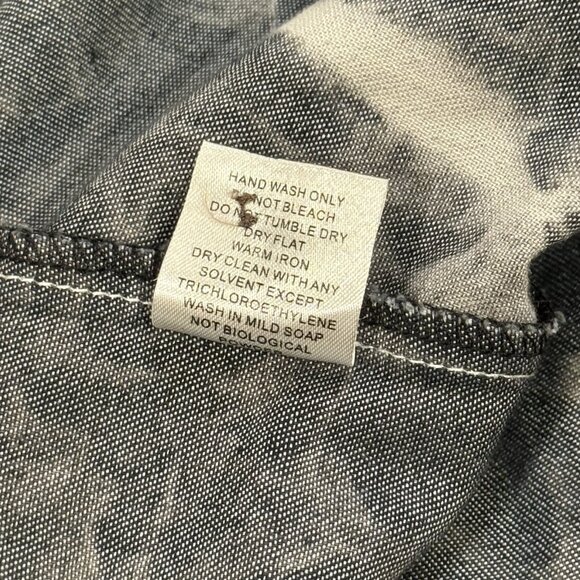 HAND WASH ONLY
NOT BLEACH
DO NOT TUMBLE DRY
DRY FLAT
WARM IRON
DRY CLEAN WITH ANY
SOLVENT EXCEPT
TRICHLOROETHYLENE
WASH IN MILD SOAP
NOT BIOLOGICAL